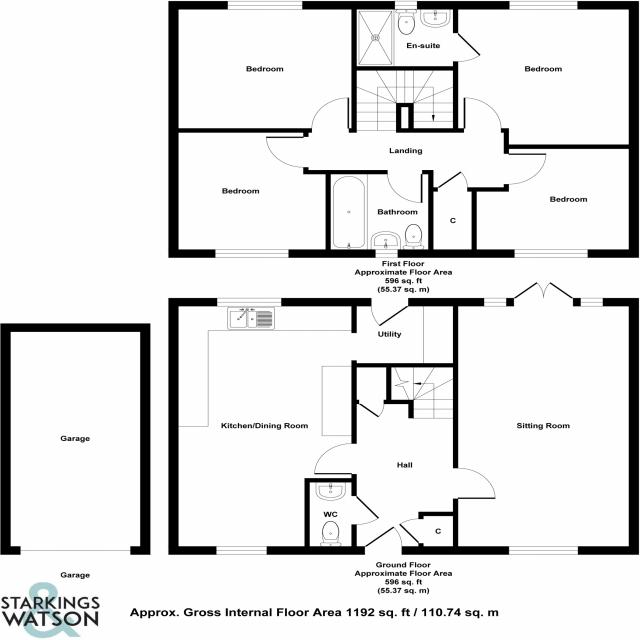 En-suite
Bedroom
Bedroom
Landing
Bedroom
Bedroom
Bathroom
C
First Floor
Approximate Floor Area
596 sq. ft
(55.37 sq. m)
Utility
Kitchen/Dining Room
Sitting Room
Garage
Hall
WC
C
Ground Floor
Approximate Floor Area
596 sq. ft
(55.37 sq. m)
Garage
&
STARKINGS
WATSON
Approx. Gross Internal Floor Area 1192 sq. ft / 110.74 sq. m